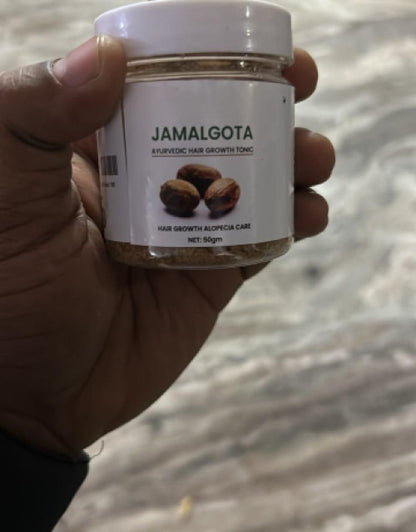 JAMALGOTA
AYURVEDIC HAIR GROWTH TONIC
HAIR GROWTH ALOPECIA CARE
NET: 50gm